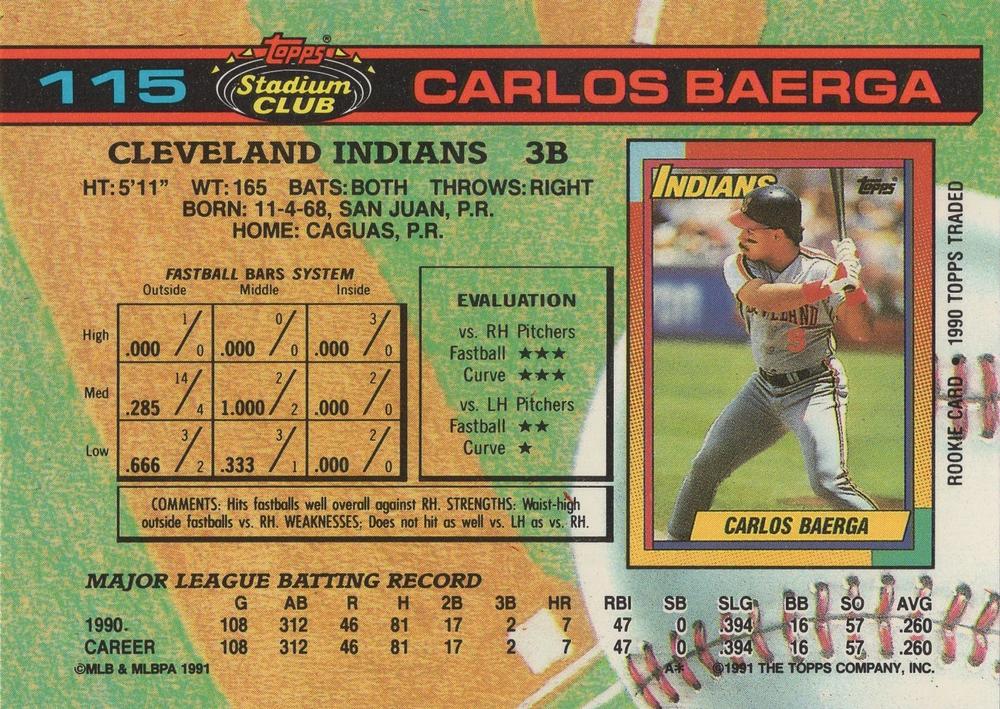 115 Topps® Stadium CLUB CARLOS BAERGA
CLEVELAND INDIANS 3B
HT: 5'11" WT: 165 BATS: BOTH THROWS: RIGHT
BORN: 11-4-68, SAN JUAN, P.R.
HOME: CAGUAS, P.R.
FASTBALL BARS SYSTEM
Outside Middle Inside
High 1/0 .000 0/0 .000 3/0 .000
Med 14/4 .285 2/2 1.000 2/0 .000
Low 3/2 .666 3/1 .333 2/0 .000
EVALUATION
vs. RH Pitchers
Fastball ★★★
Curve ★★★
vs. LH Pitchers
Fastball ★★
Curve ★
COMMENTS: Hits fastballs well overall against RH. STRENGTHS: Waist-high
outside fastballs vs. RH. WEAKNESSES; Does not hit as well vs. LH as vs. RH.
INDIANS topps
CLEVELAND
9
CARLOS BAERGA
ROOKIE CARD • 1990 TOPPS TRADED
MAJOR LEAGUE BATTING RECORD
G AB R H 2B 3B HR RBI SB SLG BB SO AVG
1990 108 312 46 81 17 2 7 47 0 .394 16 57 .260
CAREER 108 312 46 81 17 2 7 47 0 .394 16 57 .260
©MLB & MLBPA 1991 A* ©1991 THE TOPPS COMPANY, INC.